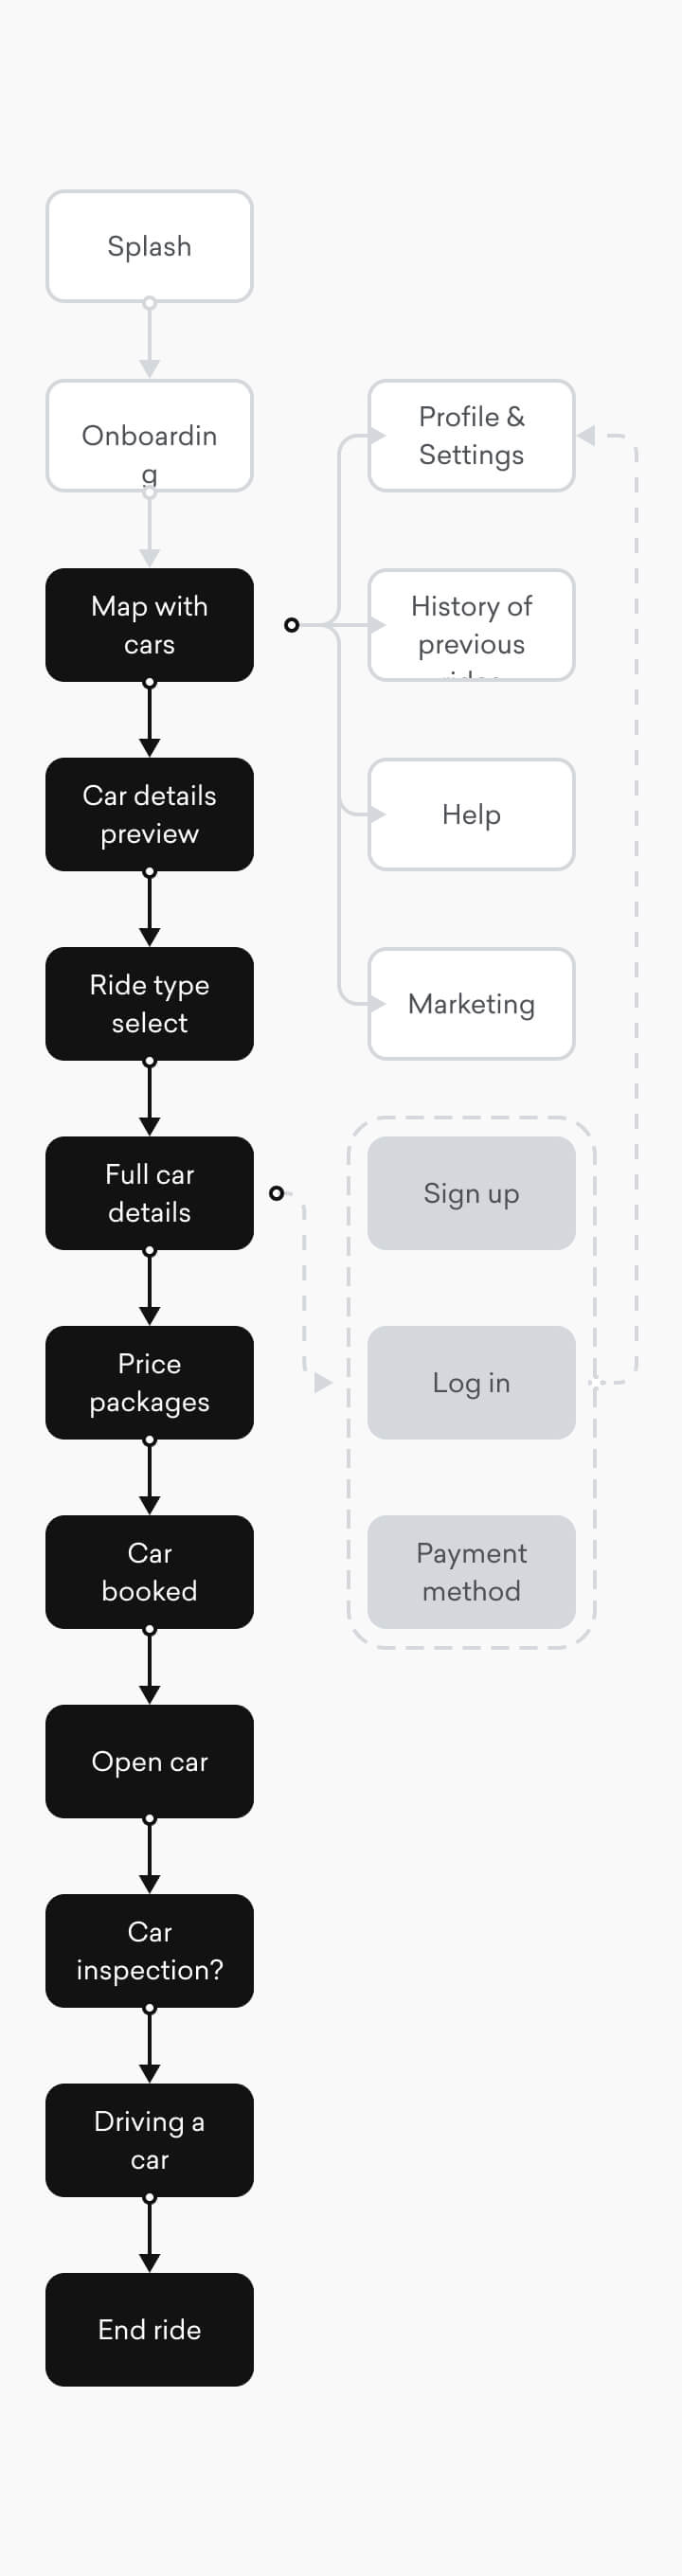 Splash
Onboardin
g
Profile &
Settings
Map with
cars
History of
previous
Car details
preview
Help
Ride type
select
Marketing
Full car
details
Sign up
Price
packages
Log in
Car
booked
Payment
method
Open car
Car
inspection?
Driving a
car
End ride